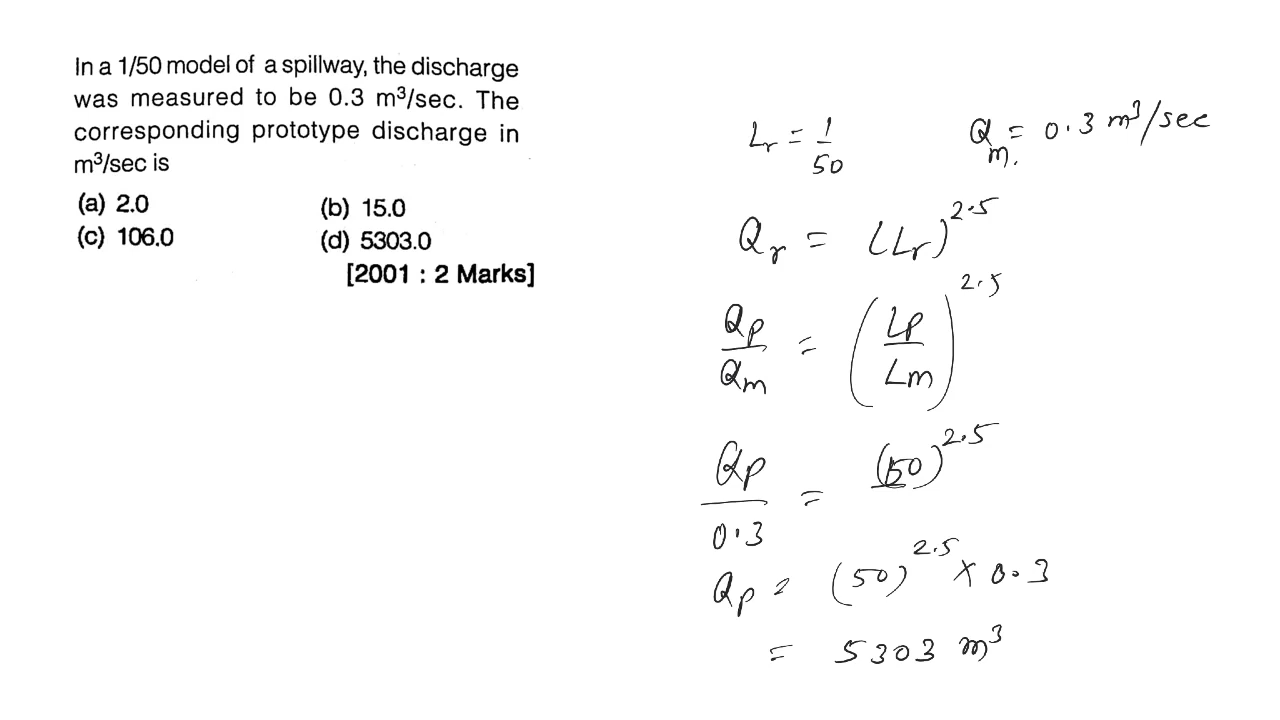 In a 1/50 model of a spillway, the discharge
was measured to be 0.3 m³/sec. The
corresponding prototype discharge in
m³/sec is
(a) 2.0 (b) 15.0
(c) 106.0 (d) 5303.0
[2001 : 2 Marks]
Lr = 1/50 Qm. = 0.3 m³/sec
Qr = (Lr)^2.5
Qp/Qm = (Lp/Lm)^2.5
Qp/0.3 = (50)^2.5
Qp = (50)^2.5 × 0.3
= 5303 m³